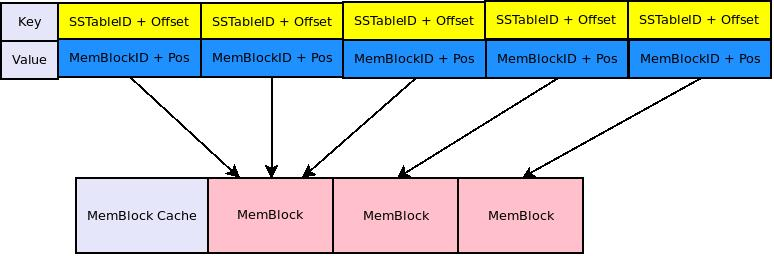 Key SSTableID + Offset SSTableID + Offset SSTableID + Offset SSTableID + Offset SSTableID + Offset
Value MemBlockID + Pos MemBlockID + Pos MemBlockID + Pos MemBlockID + Pos MemBlockID + Pos
MemBlock Cache MemBlock MemBlock MemBlock